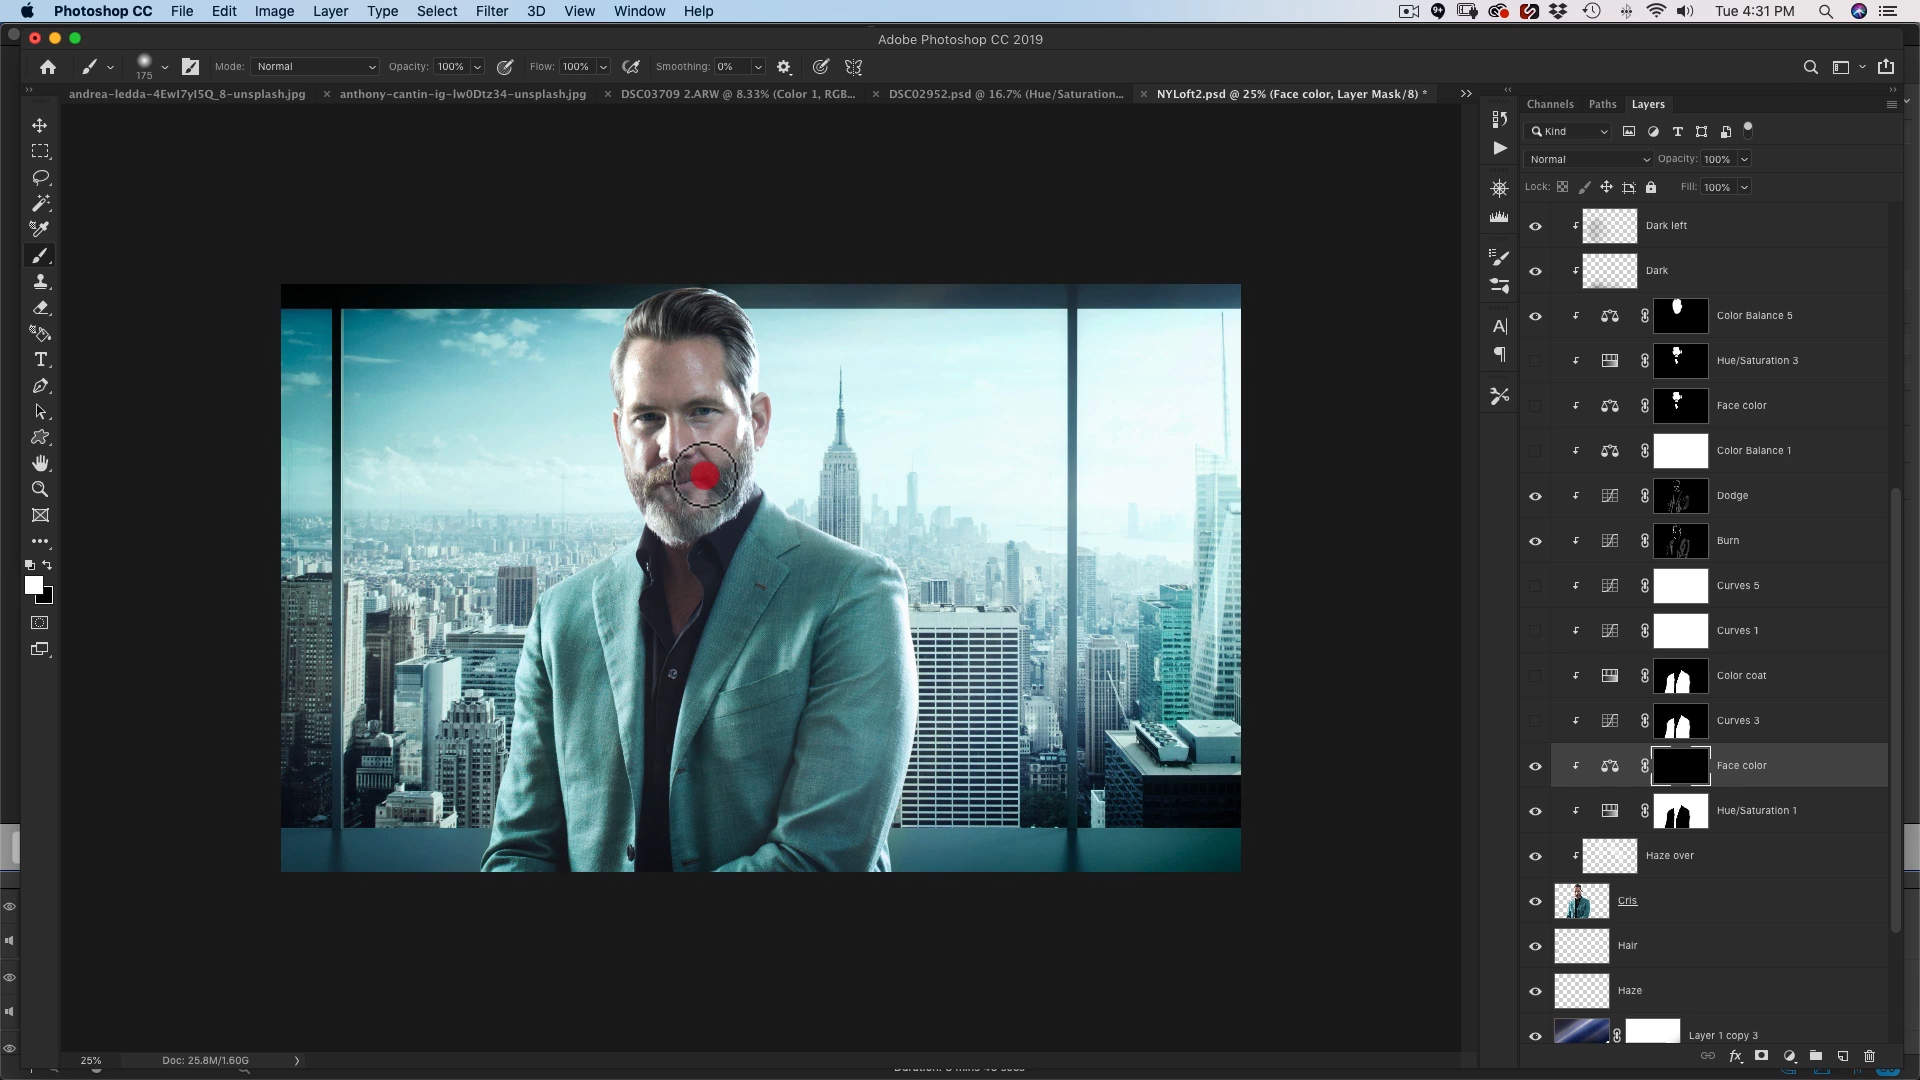 Photoshop CC File Edit Image Layer Type Select Filter 3D View Window Help 9+ Tue 4:31 PM
Adobe Photoshop CC 2019
175 Mode: Normal Opacity: 100% Flow: 100% Smoothing: 0%
andrea-ledda-4EwI7yI5Q_8-unsplash.jpg × anthony-cantin-ig-lw0Dtz34-unsplash.jpg × DSC03709 2.ARW @ 8.33% (Color 1, RGB... × DSC02952.psd @ 16.7% (Hue/Saturation... × NYLoft2.psd @ 25% (Face color, Layer Mask/8) *
Channels Paths Layers
Kind
Normal Opacity: 100%
Lock: Fill: 100%
Dark left
Dark
Color Balance 5
Hue/Saturation 3
Face color
Color Balance 1
Dodge
Burn
Curves 5
Curves 1
Color coat
Curves 3
Face color
Hue/Saturation 1
Haze over
Cris
Hair
Haze
Layer 1 copy 3
25% Doc: 25.8M/1.60G
fx